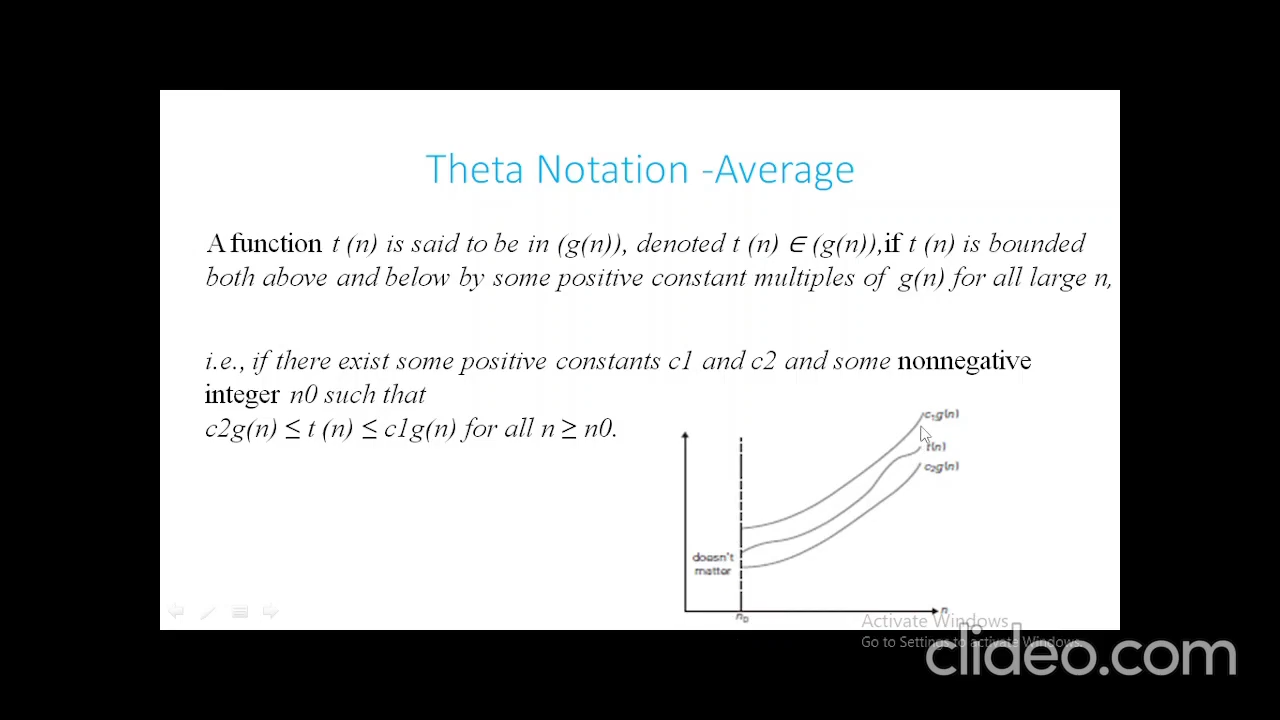 Theta Notation -Average
A function t (n) is said to be in (g(n)), denoted t (n) ∈ (g(n)),if t (n) is bounded
both above and below by some positive constant multiples of g(n) for all large n,
i.e., if there exist some positive constants c1 and c2 and some nonnegative
integer n0 such that
c2g(n) ≤ t (n) ≤ c1g(n) for all n ≥ n0.
c₁g(n)
t(n)
c₂g(n)
doesn't
matter
n
n₀
Activate Windows
Go to Settings to activate Windows.
clideo.com